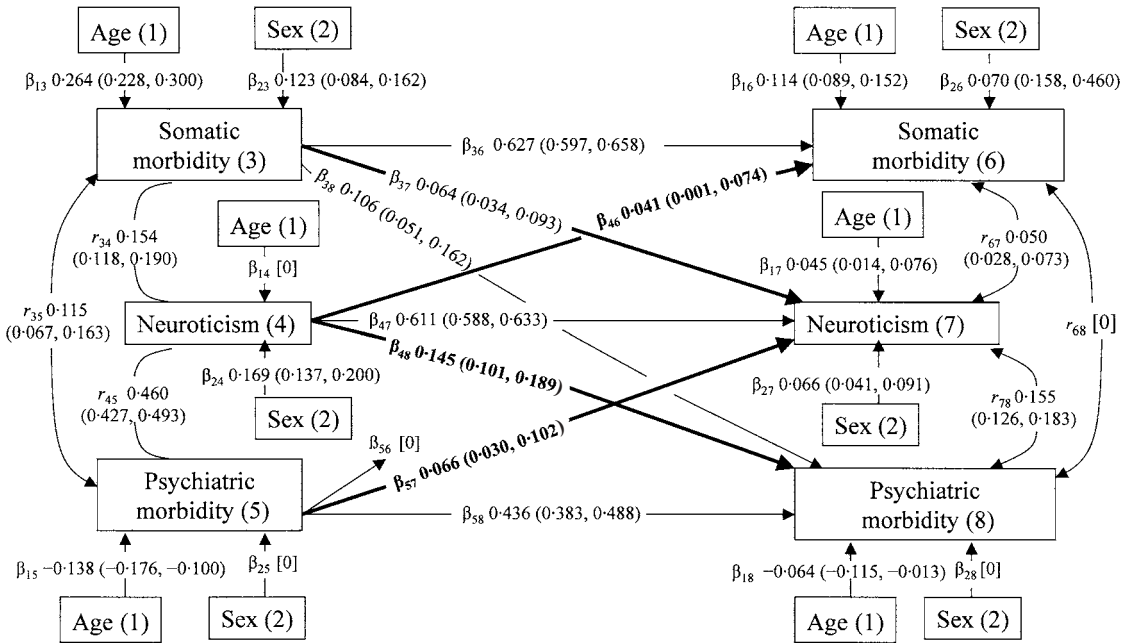 Age (1)
Sex (2)
Age (1)
Sex (2)
β13 0·264 (0·228, 0·300)
β23 0·123 (0·084, 0·162)
β16 0·114 (0·089, 0·152)
β26 0·070 (0·158, 0·460)
Somatic
morbidity (3)
β36 0·627 (0·597, 0·658)
Somatic
morbidity (6)
β37 0·064 (0·034, 0·093)
β38 0·106 (0·051, 0·162)
β46 0·041 (0·001, 0·074)
r34 0·154
(0·118, 0·190)
Age (1)
β14 [0]
Age (1)
β17 0·045 (0·014, 0·076)
r67 0·050
(0·028, 0·073)
r35 0·115
(0·067, 0·163)
Neuroticism (4)
β47 0·611 (0·588, 0·633)
Neuroticism (7)
r68 [0]
β48 0·145 (0·101, 0·189)
β24 0·169 (0·137, 0·200)
Sex (2)
β27 0·066 (0·041, 0·091)
Sex (2)
r45 0·460
(0·427, 0·493)
r78 0·155
(0·126, 0·183)
β56 [0]
β57 0·066 (0·030, 0·102)
Psychiatric
morbidity (5)
β58 0·436 (0·383, 0·488)
Psychiatric
morbidity (8)
β15 −0·138 (−0·176, −0·100)
β25 [0]
β18 −0·064 (−0·115, −0·013)
β28 [0]
Age (1)
Sex (2)
Age (1)
Sex (2)